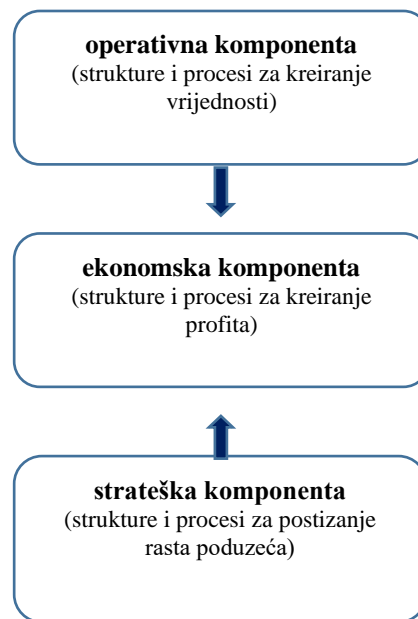 operativna komponenta
(strukture i procesi za kreiranje
vrijednosti)
ekonomska komponenta
(strukture i procesi za kreiranje
profita)
strateška komponenta
(strukture i procesi za postizanje
rasta poduzeća)